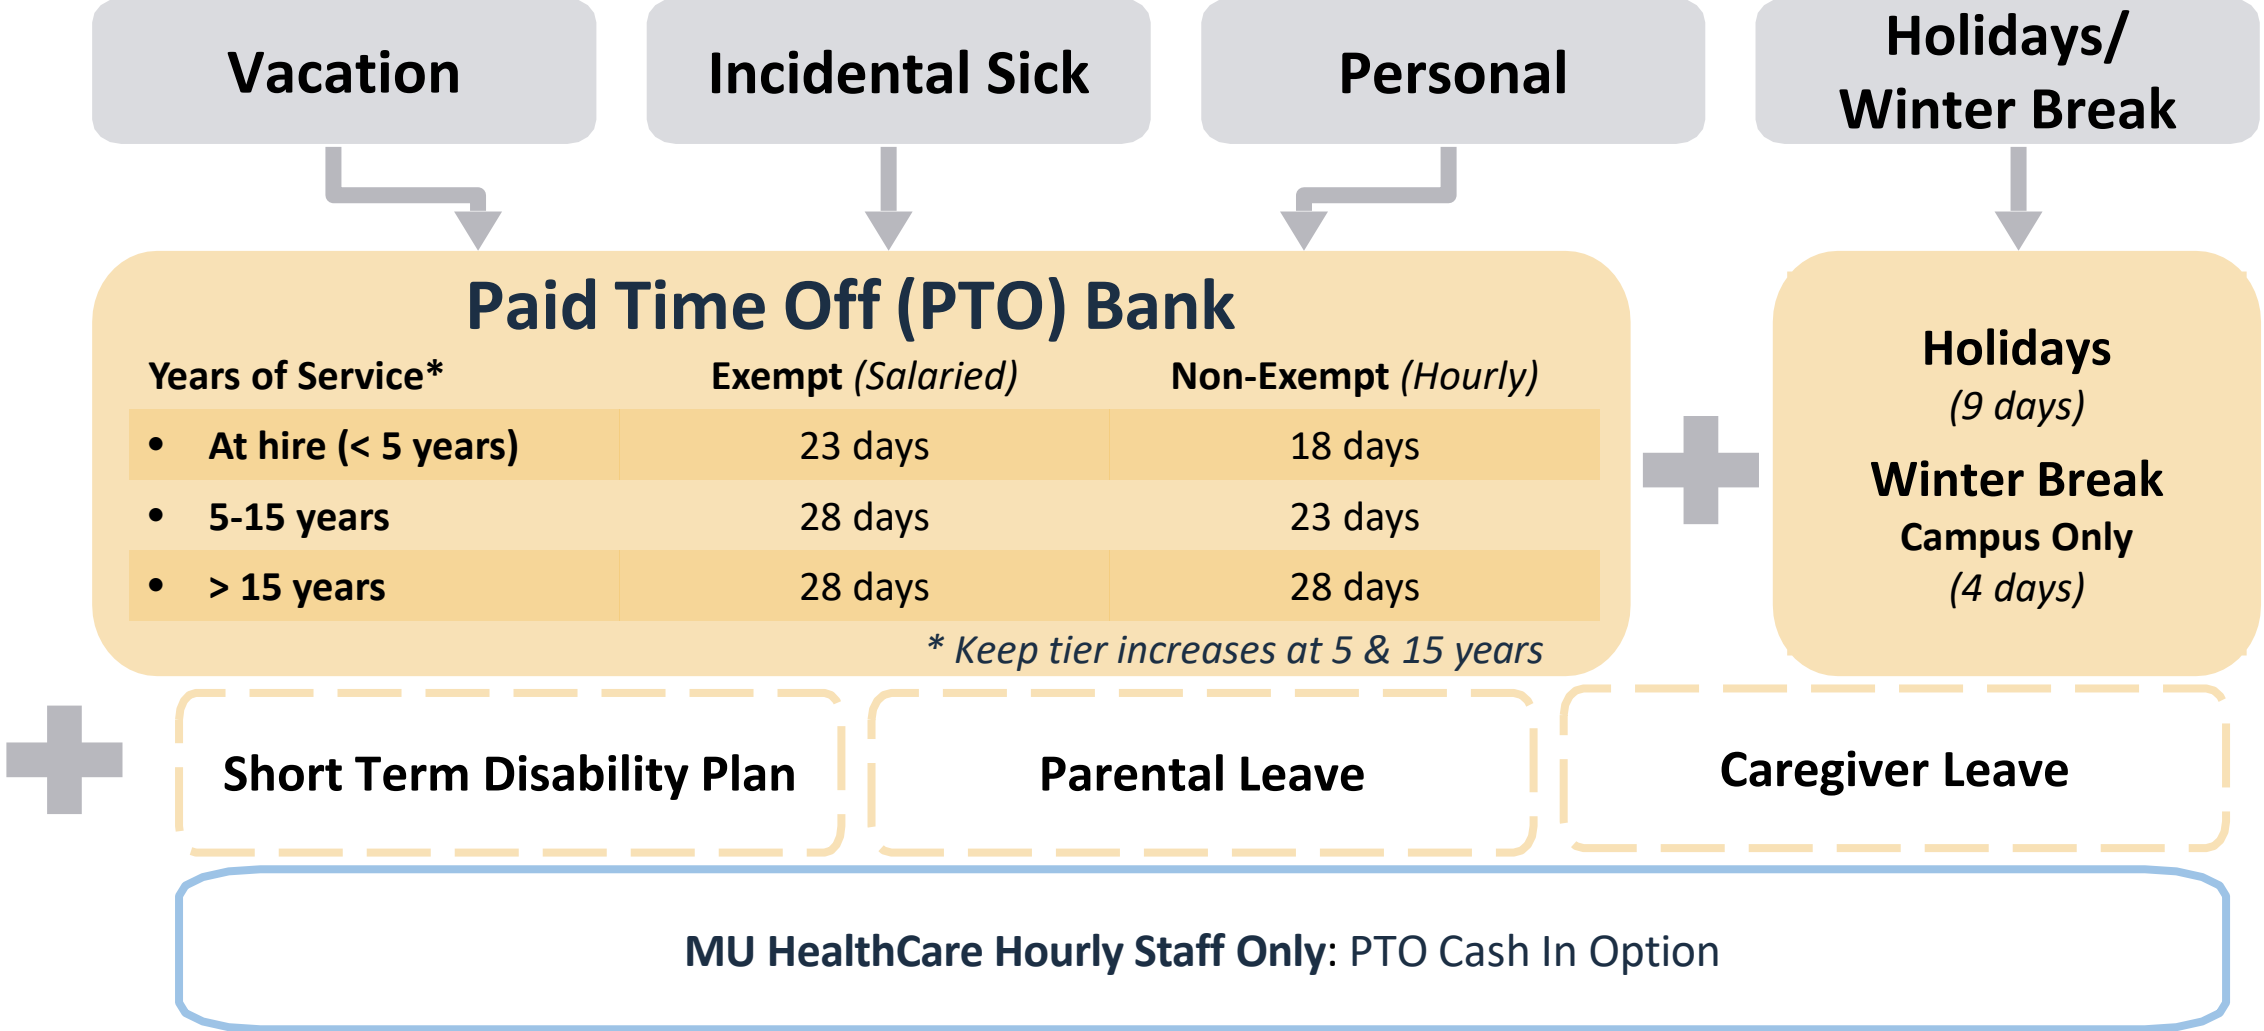 Vacation
Incidental Sick
Personal
Holidays/
Winter Break
Paid Time Off (PTO) Bank
Years of Service* Exempt (Salaried) Non-Exempt (Hourly)
• At hire (< 5 years) 23 days 18 days
• 5-15 years 28 days 23 days
• > 15 years 28 days 28 days
* Keep tier increases at 5 & 15 years
Holidays
(9 days)
Winter Break
Campus Only
(4 days)
Short Term Disability Plan
Parental Leave
Caregiver Leave
MU HealthCare Hourly Staff Only: PTO Cash In Option